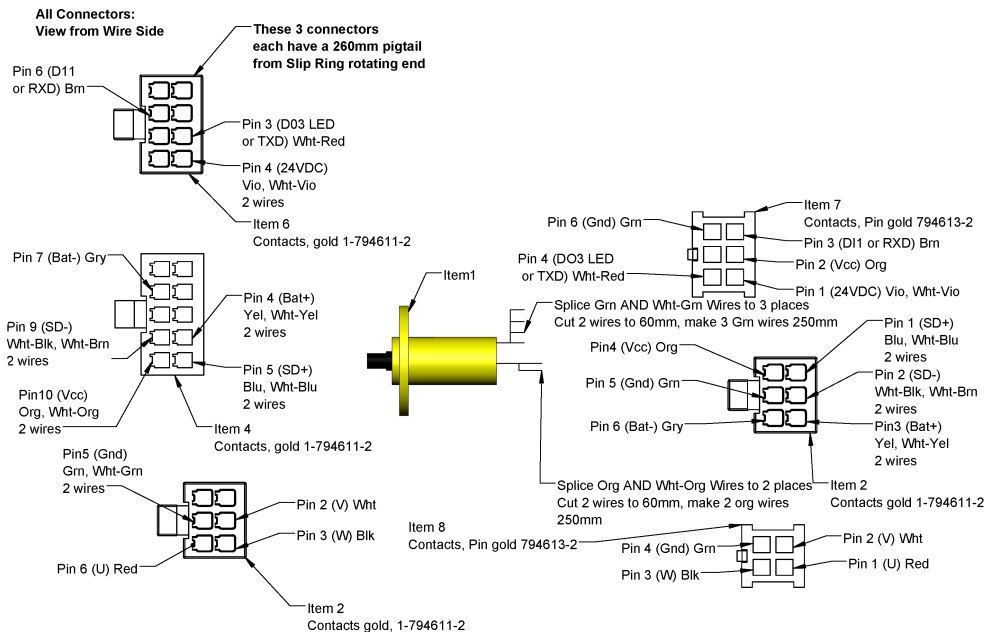 All Connectors:
View from Wire Side
These 3 connectors
each have a 260mm pigtail
from Slip Ring rotating end
Pin 6 (D11
or RXD) Brn
Pin 3 (D03 LED
or TXD) Wht-Red
Pin 4 (24VDC)
Vio, Wht-Vio
2 wires
Item 6
Contacts, gold 1-794611-2
Pin 7 (Bat-) Gry
Pin 4 (Bat+)
Yel, Wht-Yel
2 wires
Pin 9 (SD-)
Wht-Blk, Wht-Brn
2 wires
Pin 5 (SD+)
Blu, Wht-Blu
2 wires
Pin10 (Vcc)
Org, Wht-Org
2 wires
Item 4
Contacts, gold 1-794611-2
Pin5 (Gnd)
Grn, Wht-Grn
2 wires
Pin 2 (V) Wht
Pin 3 (W) Blk
Pin 6 (U) Red
Item 2
Contacts gold, 1-794611-2
Item1
Item 7
Contacts, Pin gold 794613-2
Pin 6 (Gnd) Grn
Pin 3 (DI1 or RXD) Brn
Pin 4 (DO3 LED
or TXD) Wht-Red
Pin 2 (Vcc) Org
Pin 1 (24VDC) Vio, Wht-Vio
Splice Grn AND Wht-Grn Wires to 3 places
Cut 2 wires to 60mm, make 3 Grn wires 250mm
Pin4 (Vcc) Org
Pin 1 (SD+)
Blu, Wht-Blu
2 wires
Pin 5 (Gnd) Grn
Pin 2 (SD-)
Wht-Blk, Wht-Brn
2 wires
Pin 6 (Bat-) Gry
Pin3 (Bat+)
Yel, Wht-Yel
2 wires
Item 2
Contacts gold 1-794611-2
Splice Org AND Wht-Org Wires to 2 places
Cut 2 wires to 60mm, make 2 org wires
250mm
Item 8
Contacts, Pin gold 794613-2
Pin 4 (Gnd) Grn
Pin 2 (V) Wht
Pin 3 (W) Blk
Pin 1 (U) Red